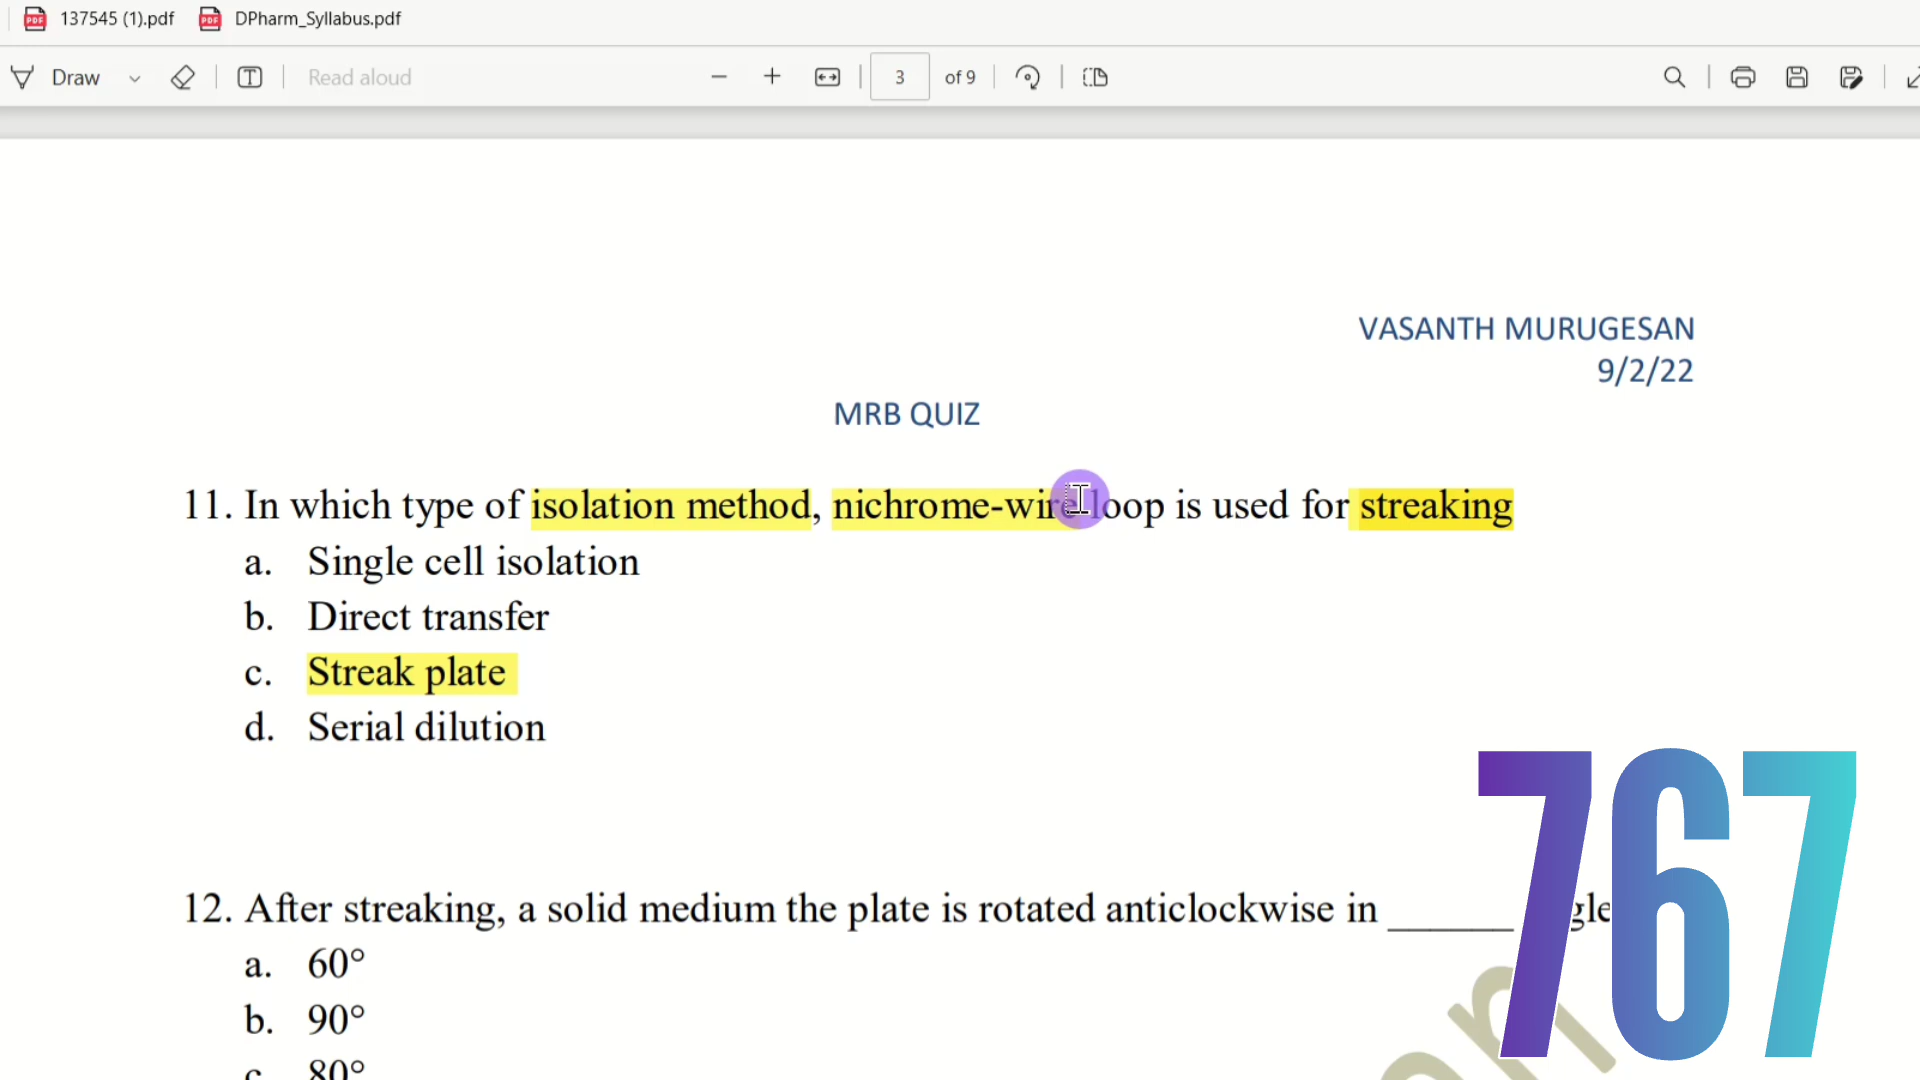 137545 (1).pdf DPharm_Syllabus.pdf
Draw Read aloud 3 of 9
VASANTH MURUGESAN
9/2/22
MRB QUIZ
11. In which type of isolation method, nichrome-wire loop is used for streaking
a. Single cell isolation
b. Direct transfer
c. Streak plate
d. Serial dilution
12. After streaking, a solid medium the plate is rotated anticlockwise in _______
a. 60°
b. 90°
c. 80°
767